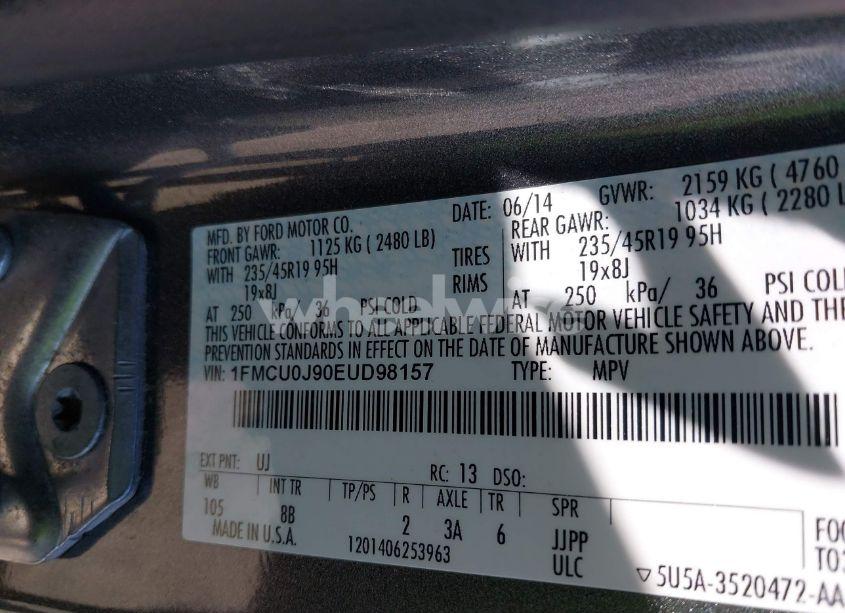 MFD. BY FORD MOTOR CO.
DATE: 06/14 GVWR: 2159 KG ( 4760
FRONT GAWR: 1125 KG ( 2480 LB)
REAR GAWR: 1034 KG ( 2280 L
WITH 235/45R19 95H TIRES WITH 235/45R19 95H
19x8J RIMS 19x8J
AT 250 kPa/ 36 PSI COLD AT 250 kPa/ 36 PSI COLD
THIS VEHICLE CONFORMS TO ALL APPLICABLE FEDERAL MOTOR VEHICLE SAFETY AND THE
PREVENTION STANDARDS IN EFFECT ON THE DATE OF MANUFACTURE SHOWN ABOVE.
VIN: 1FMCU0J90EUD98157 TYPE: MPV
EXT PNT: UJ RC: 13 DSO:
WB INT TR TP/PS R AXLE TR SPR
105 8B 2 3A 6 JJPP
MADE IN U.S.A. 1201406253963 ULC
5U5A-3520472-AA
FOO